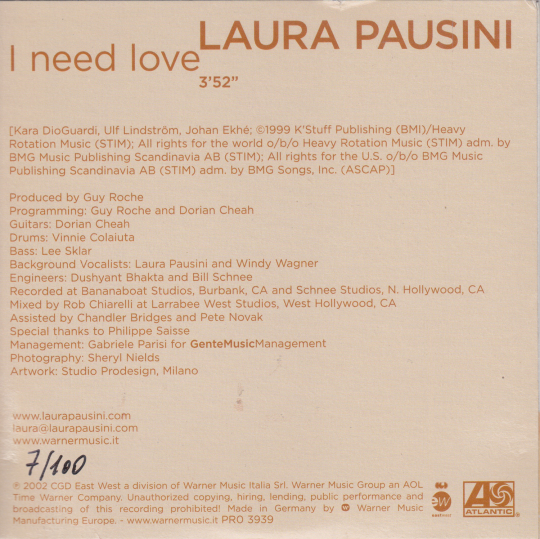 LAURA PAUSINI
I need love
3'52"
[Kara DioGuardi, Ulf Lindström, Johan Ekhé; ©1999 K'Stuff Publishing (BMI)/Heavy
Rotation Music (STIM); All rights for the world o/b/o Heavy Rotation Music (STIM) adm. by
BMG Music Publishing Scandinavia AB (STIM); All rights for the U.S. o/b/o BMG Music
Publishing Scandinavia AB (STIM) adm. by BMG Songs, Inc. (ASCAP)]
Produced by Guy Roche
Programming: Guy Roche and Dorian Cheah
Guitars: Dorian Cheah
Drums: Vinnie Colaiuta
Bass: Lee Sklar
Background Vocalists: Laura Pausini and Windy Wagner
Engineers: Dushyant Bhakta and Bill Schnee
Recorded at Bananaboat Studios, Burbank, CA and Schnee Studios, N. Hollywood, CA
Mixed by Rob Chiarelli at Larrabee West Studios, West Hollywood, CA
Assisted by Chandler Bridges and Pete Novak
Special thanks to Philippe Saisse
Management: Gabriele Parisi for GenteMusicManagement
Photography: Sheryl Nields
Artwork: Studio Prodesign, Milano
www.laurapausini.com
laura@laurapausini.com
www.warnermusic.it
7/100
℗ 2002 CGD East West a division of Warner Music Italia Srl. Warner Music Group an AOL
Time Warner Company. Unauthorized copying, hiring, lending, public performance and
broadcasting of this recording prohibited! Made in Germany by Warner Music
Manufacturing Europe. - www.warnermusic.it PRO 3939
ew
eastwest
ATLANTIC